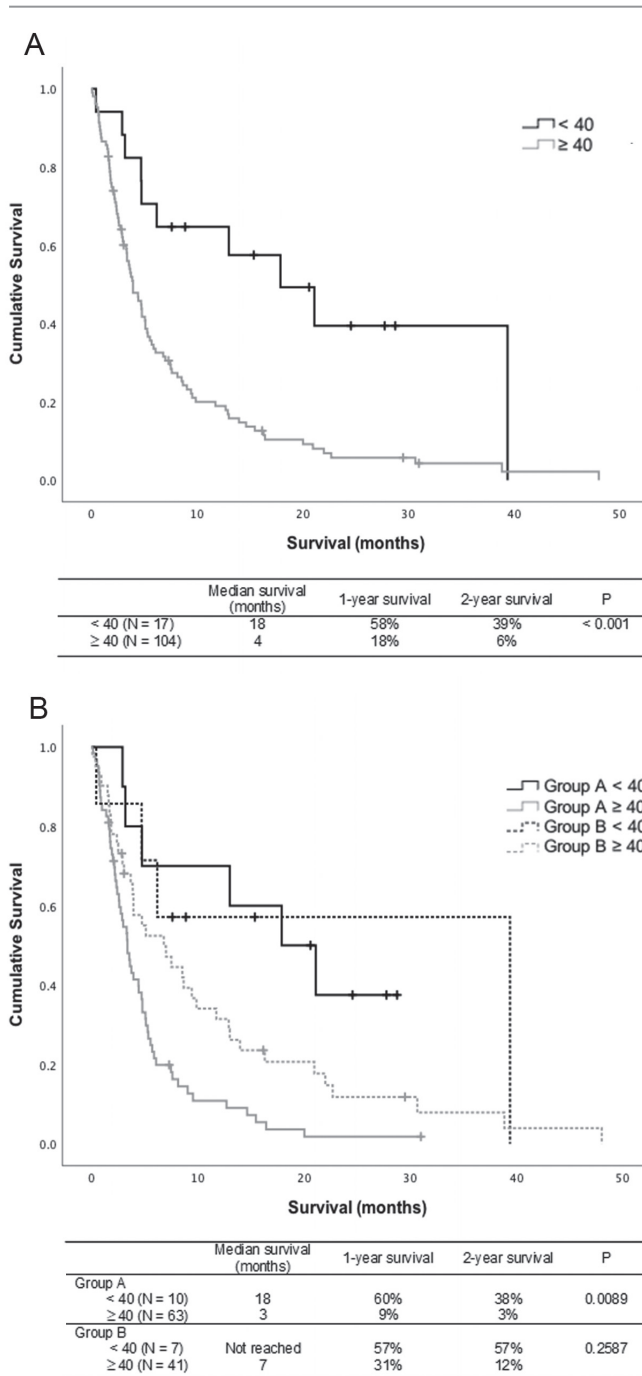 A
1.0
< 40
≥ 40
0.8
0.6
0.4
0.2
0.0
Cumulative Survival
0 10 20 30 40 50
Survival (months)
Median survival (months) 1-year survival 2-year survival P
< 40 (N = 17) 18 58% 39% < 0.001
≥ 40 (N = 104) 4 18% 6%
B
1.0
Group A < 40
Group A ≥ 40
Group B < 40
Group B ≥ 40
0.8
0.6
0.4
0.2
0.0
Cumulative Survival
0 10 20 30 40 50
Survival (months)
Median survival (months) 1-year survival 2-year survival P
Group A
< 40 (N = 10) 18 60% 38% 0.0089
≥ 40 (N = 63) 3 9% 3%
Group B
< 40 (N = 7) Not reached 57% 57% 0.2587
≥ 40 (N = 41) 7 31% 12%